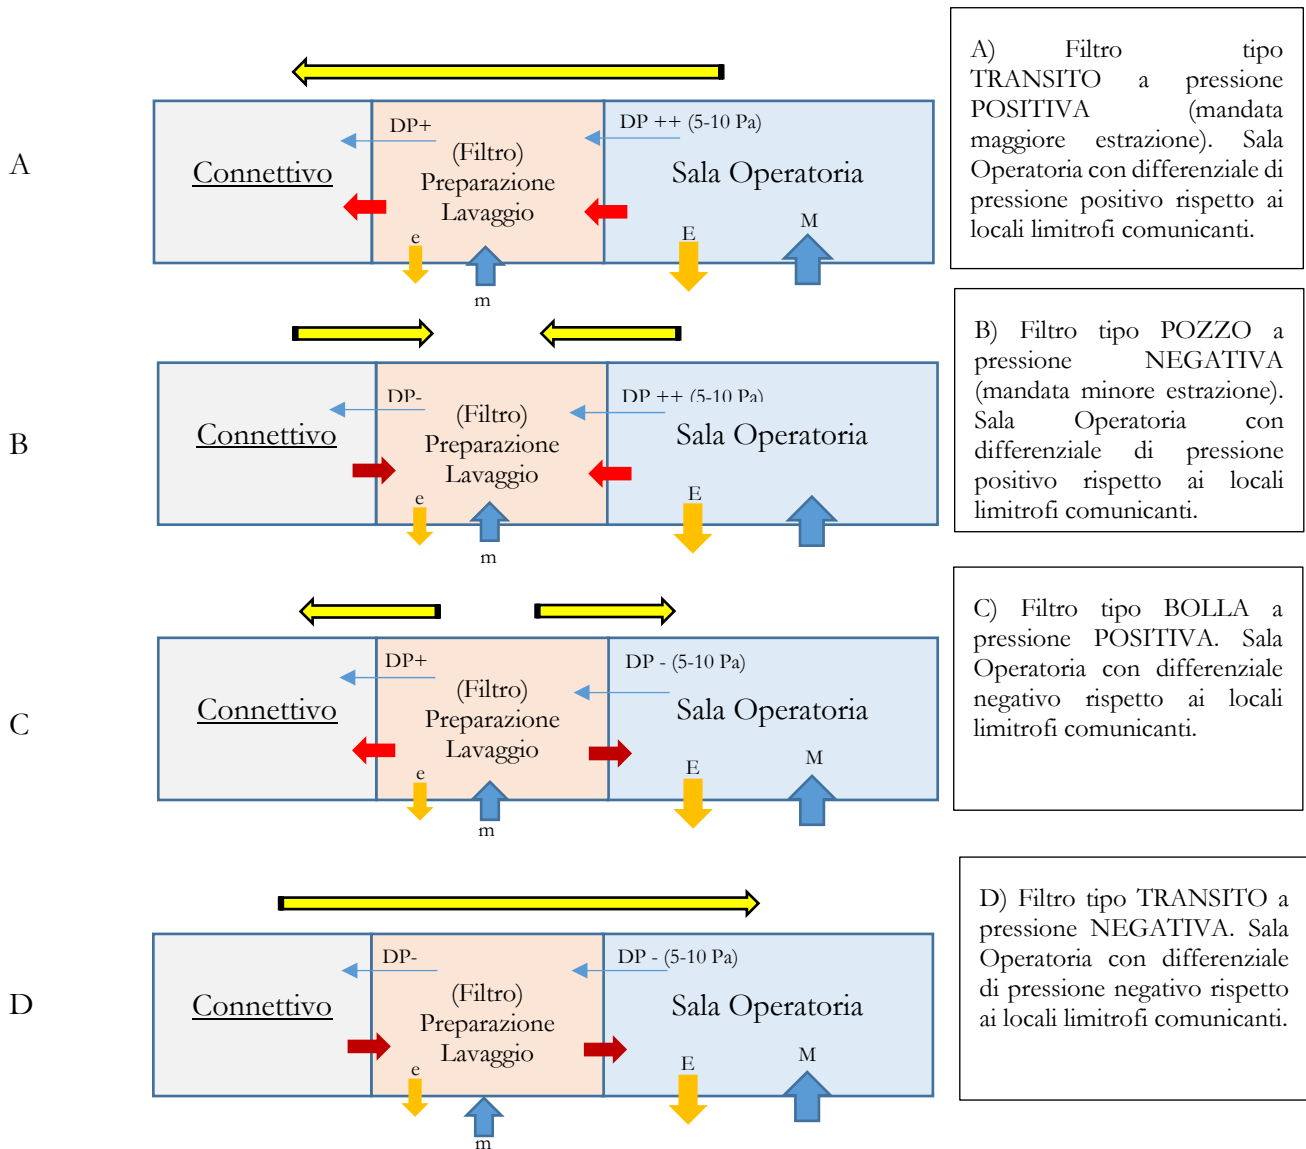 A
DP+
DP ++ (5-10 Pa)
Connettivo
(Filtro)
Preparazione
Lavaggio
Sala Operatoria
e
m
E
M
A) Filtro tipo
TRANSITO a pressione
POSITIVA (mandata
maggiore estrazione). Sala
Operatoria con differenziale di
pressione positivo rispetto ai
locali limitrofi comunicanti.
B
DP-
DP ++ (5-10 Pa)
Connettivo
(Filtro)
Preparazione
Lavaggio
Sala Operatoria
e
m
E
B) Filtro tipo POZZO a
pressione NEGATIVA
(mandata minore estrazione).
Sala Operatoria con
differenziale di pressione
positivo rispetto ai locali
limitrofi comunicanti.
C
DP+
DP - (5-10 Pa)
Connettivo
(Filtro)
Preparazione
Lavaggio
Sala Operatoria
e
m
E
M
C) Filtro tipo BOLLA a
pressione POSITIVA. Sala
Operatoria con differenziale
negativo rispetto ai locali
limitrofi comunicanti.
D
DP-
DP - (5-10 Pa)
Connettivo
(Filtro)
Preparazione
Lavaggio
Sala Operatoria
e
m
E
M
D) Filtro tipo TRANSITO a
pressione NEGATIVA. Sala
Operatoria con differenziale
di pressione negativo rispetto
ai locali limitrofi comunicanti.